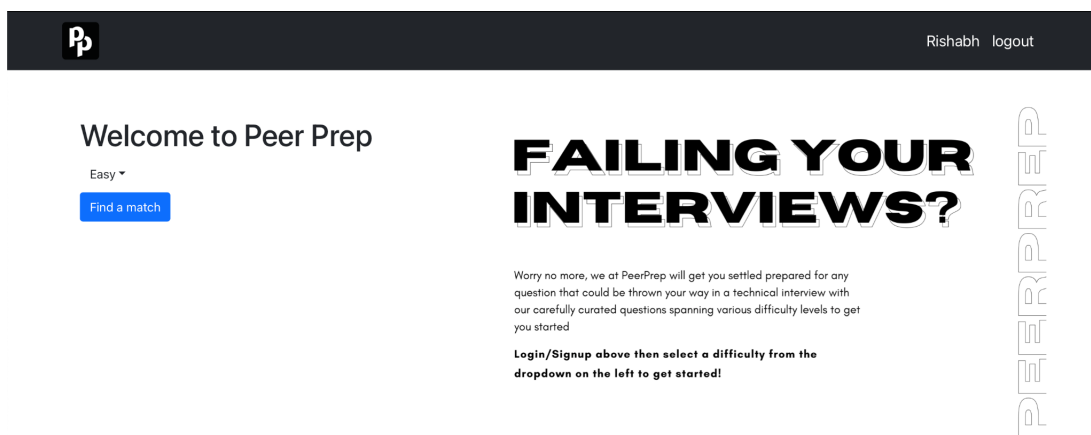 Pp
Rishabh logout
Welcome to Peer Prep
Easy
Find a match
FAILING YOUR
INTERVIEWS?
Worry no more, we at PeerPrep will get you settled prepared for any
question that could be thrown your way in a technical interview with
our carefully curated questions spanning various difficulty levels to get
you started
Login/Signup above then select a difficulty from the
dropdown on the left to get started!
PEERPREP